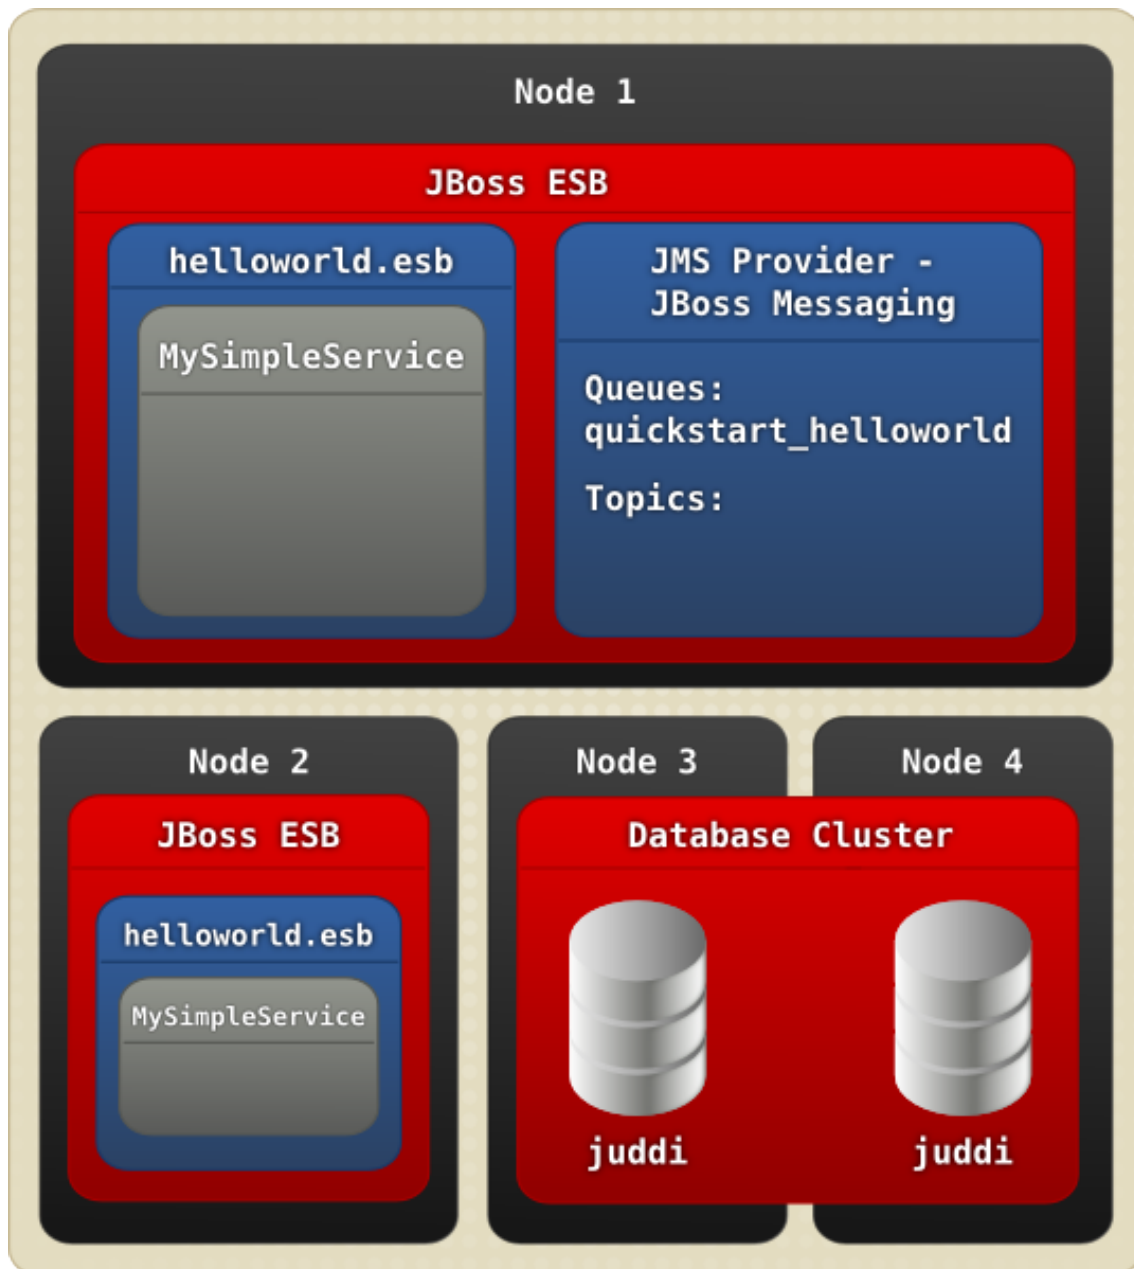 Node 1
JBoss ESB
helloworld.esb
MySimpleService
JMS Provider -
JBoss Messaging
Queues:
quickstart_helloworld
Topics:
Node 2
JBoss ESB
helloworld.esb
MySimpleService
Node 3
Node 4
Database Cluster
juddi
juddi